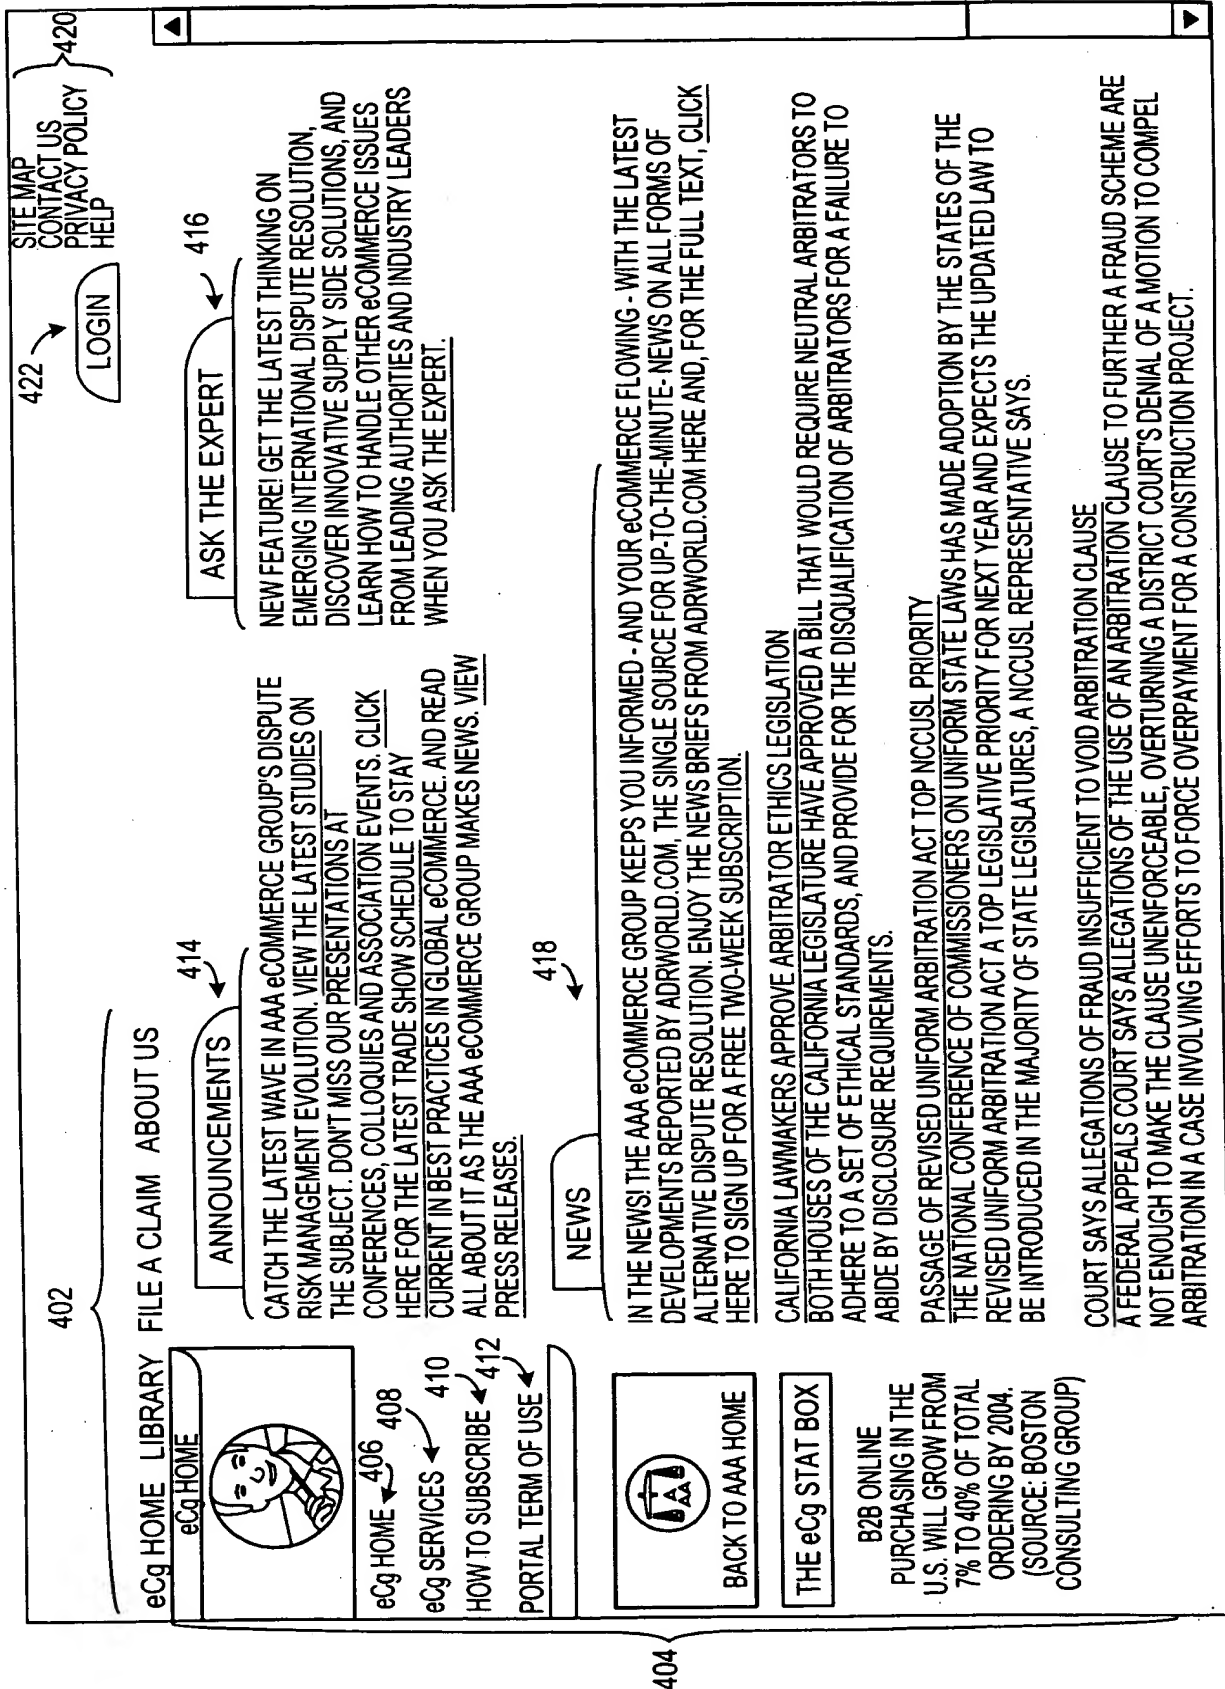 402
422
SITE MAP
CONTACT US
PRIVACY POLICY
HELP
420
LOGIN
eCg HOME LIBRARY FILE A CLAIM ABOUT US
404
eCg HOME
eCg HOME 406
eCg SERVICES 408
HOW TO SUBSCRIBE 410
PORTAL TERM OF USE 412
BACK TO AAA HOME
AAA
THE eCg STAT BOX
B2B ONLINE
PURCHASING IN THE
U.S. WILL GROW FROM
7% TO 40% OF TOTAL
ORDERING BY 2004.
(SOURCE: BOSTON
CONSULTING GROUP)
ANNOUNCEMENTS
414
CATCH THE LATEST WAVE IN AAA eCOMMERCE GROUP'S DISPUTE
RISK MANAGEMENT EVOLUTION. VIEW THE LATEST STUDIES ON
THE SUBJECT. DON'T MISS OUR PRESENTATIONS AT
CONFERENCES, COLLOQUIES AND ASSOCIATION EVENTS. CLICK
HERE FOR THE LATEST TRADE SHOW SCHEDULE TO STAY
CURRENT IN BEST PRACTICES IN GLOBAL eCOMMERCE. AND READ
ALL ABOUT IT AS THE AAA eCOMMERCE GROUP MAKES NEWS. VIEW
PRESS RELEASES.
ASK THE EXPERT
416
NEW FEATURE! GET THE LATEST THINKING ON
EMERGING INTERNATIONAL DISPUTE RESOLUTION,
DISCOVER INNOVATIVE SUPPLY SIDE SOLUTIONS, AND
LEARN HOW TO HANDLE OTHER eCOMMERCE ISSUES
FROM LEADING AUTHORITIES AND INDUSTRY LEADERS
WHEN YOU ASK THE EXPERT.
NEWS
418
IN THE NEWS! THE AAA eCOMMERCE GROUP KEEPS YOU INFORMED - AND YOUR eCOMMERCE FLOWING - WITH THE LATEST
DEVELOPMENTS REPORTED BY ADRWORLD.COM, THE SINGLE SOURCE FOR UP-TO-THE-MINUTE- NEWS ON ALL FORMS OF
ALTERNATIVE DISPUTE RESOLUTION. ENJOY THE NEWS BRIEFS FROM ADRWORLD.COM HERE AND, FOR THE FULL TEXT, CLICK
HERE TO SIGN UP FOR A FREE TWO-WEEK SUBSCRIPTION.
CALIFORNIA LAWMAKERS APPROVE ARBITRATOR ETHICS LEGISLATION
BOTH HOUSES OF THE CALIFORNIA LEGISLATURE HAVE APPROVED A BILL THAT WOULD REQUIRE NEUTRAL ARBITRATORS TO
ADHERE TO A SET OF ETHICAL STANDARDS, AND PROVIDE FOR THE DISQUALIFICATION OF ARBITRATORS FOR A FAILURE TO
ABIDE BY DISCLOSURE REQUIREMENTS.
PASSAGE OF REVISED UNIFORM ARBITRATION ACT TOP NCCUSL PRIORITY
THE NATIONAL CONFERENCE OF COMMISSIONERS ON UNIFORM STATE LAWS HAS MADE ADOPTION BY THE STATES OF THE
REVISED UNIFORM ARBITRATION ACT A TOP LEGISLATIVE PRIORITY FOR NEXT YEAR AND EXPECTS THE UPDATED LAW TO
BE INTRODUCED IN THE MAJORITY OF STATE LEGISLATURES, A NCCUSL REPRESENTATIVE SAYS.
COURT SAYS ALLEGATIONS OF FRAUD INSUFFICIENT TO VOID ARBITRATION CLAUSE
A FEDERAL APPEALS COURT SAYS ALLEGATIONS OF THE USE OF AN ARBITRATION CLAUSE TO FURTHER A FRAUD SCHEME ARE
NOT ENOUGH TO MAKE THE CLAUSE UNENFORCEABLE, OVERTURNING A DISTRICT COURT'S DENIAL OF A MOTION TO COMPEL
ARBITRATION IN A CASE INVOLVING EFFORTS TO FORCE OVERPAYMENT FOR A CONSTRUCTION PROJECT.